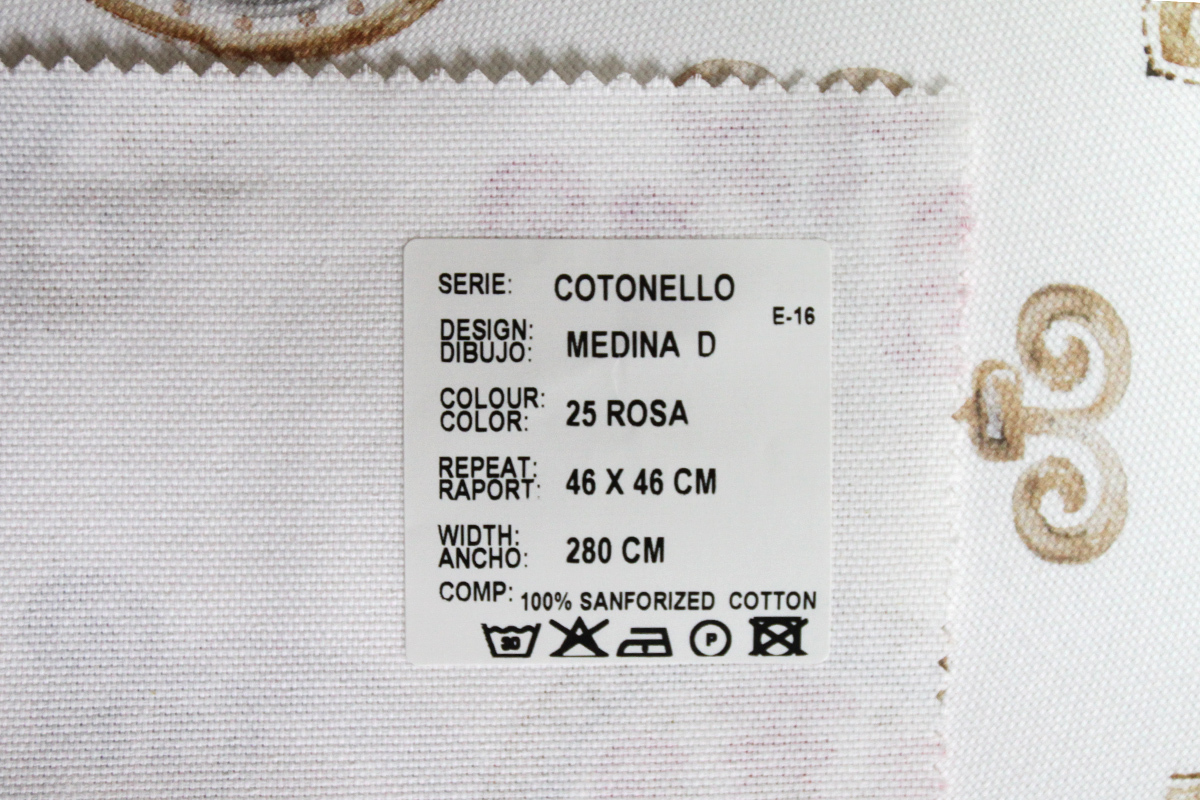 SERIE: COTONELLO
E-16
DESIGN:
DIBUJO: MEDINA D
COLOUR:
COLOR: 25 ROSA
REPEAT:
RAPORT: 46 X 46 CM
WIDTH:
ANCHO: 280 CM
COMP: 100% SANFORIZED COTTON
30 P